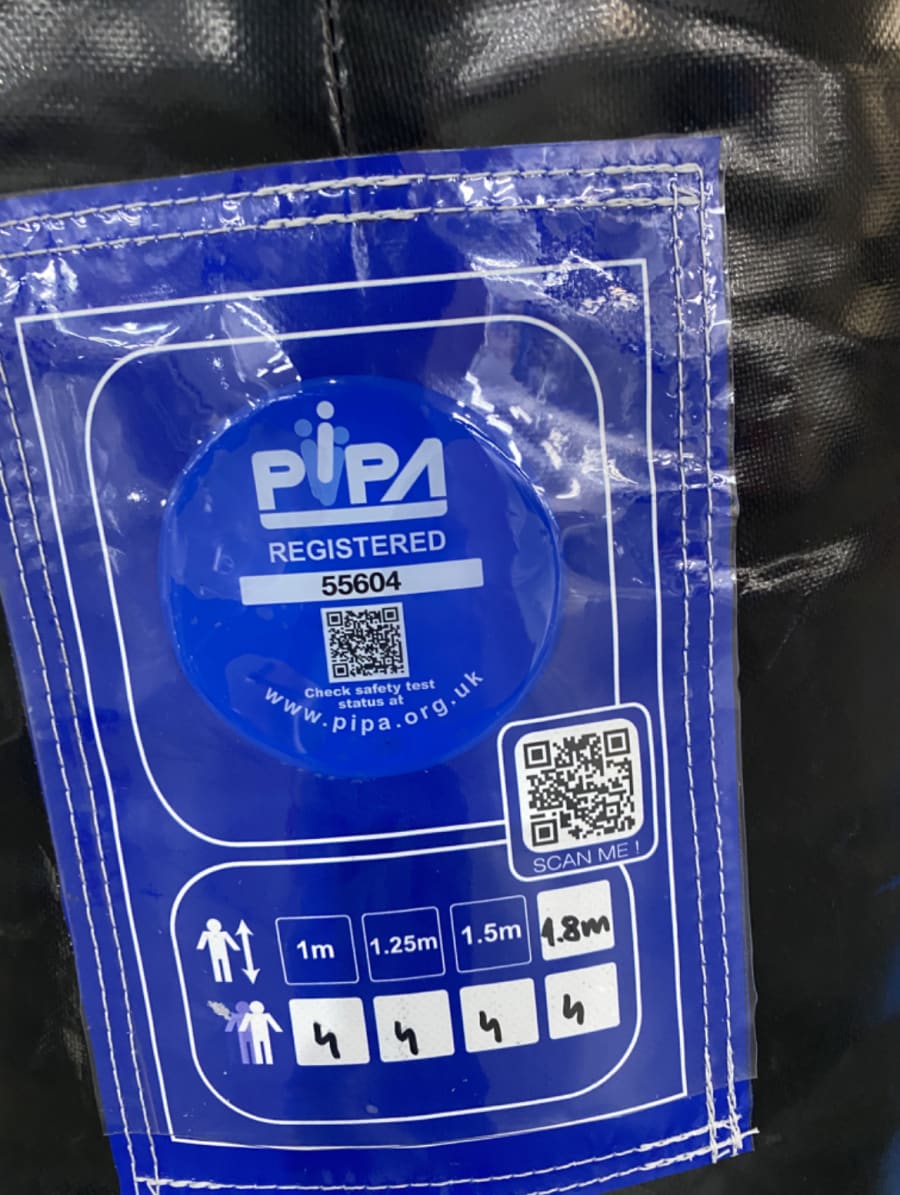 PIPA
REGISTERED
55604
Check safety test
status at
www.pipa.org.uk
SCAN ME !
1m 1.25m 1.5m 1.8m
4 4 4 4